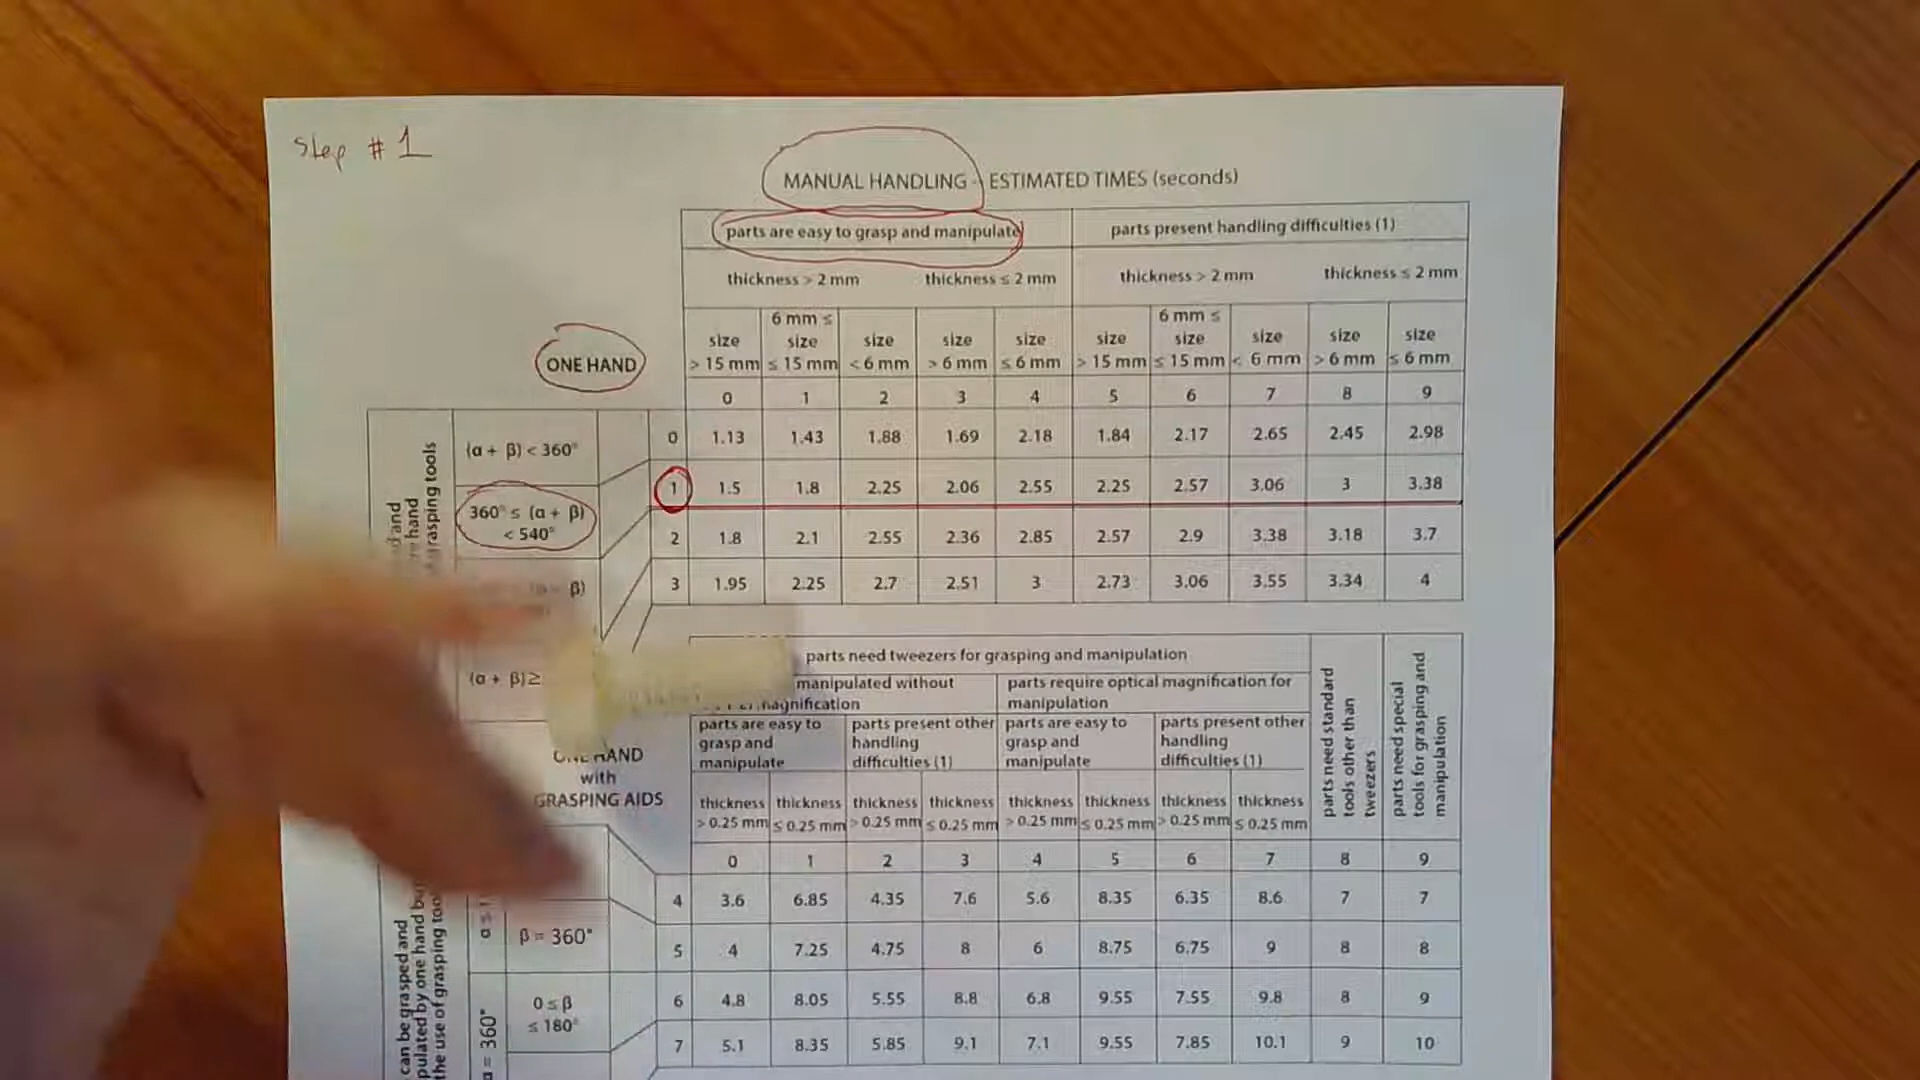 Step # 1
MANUAL HANDLING - ESTIMATED TIMES (seconds)
parts are easy to grasp and manipulate parts present handling difficulties (1)
thickness > 2 mm thickness ≤ 2 mm thickness > 2 mm thickness ≤ 2 mm
ONE HAND
size > 15 mm
6 mm ≤ size ≤ 15 mm
size < 6 mm
size > 6 mm
size ≤ 6 mm
size > 15 mm
6 mm ≤ size ≤ 15 mm
size < 6 mm
size > 6 mm
size ≤ 6 mm
0 1 2 3 4 5 6 7 8 9
grasping tools
(α + β) < 360°
0 1.13 1.43 1.88 1.69 2.18 1.84 2.17 2.65 2.45 2.98
360° ≤ (α + β)
< 540°
1 1.5 1.8 2.25 2.06 2.55 2.25 2.57 3.06 3 3.38
2 1.8 2.1 2.55 2.36 2.85 2.57 2.9 3.38 3.18 3.7
β)
3 1.95 2.25 2.7 2.51 3 2.73 3.06 3.55 3.34 4
(α + β) ≥
parts need tweezers for grasping and manipulation
manipulated without
magnification
parts require optical magnification for
manipulation
parts need standard
tools other than
tweezers
parts need special
tools for grasping and
manipulation
parts are easy to
grasp and
manipulate
parts present other
handling
difficulties (1)
parts are easy to
grasp and
manipulate
parts present other
handling
difficulties (1)
ONE HAND
with
GRASPING AIDS
thickness > 0.25 mm
thickness ≤ 0.25 mm
thickness > 0.25 mm
thickness ≤ 0.25 mm
thickness > 0.25 mm
thickness ≤ 0.25 mm
thickness > 0.25 mm
thickness ≤ 0.25 mm
0 1 2 3 4 5 6 7 8 9
can be grasped and
pulated by one hand
the use of grasping
4 3.6 6.85 4.35 7.6 5.6 8.35 6.35 8.6 7 7
β = 360°
5 4 7.25 4.75 8 6 8.75 6.75 9 8 8
α = 360°
0 ≤ β
≤ 180°
6 4.8 8.05 5.55 8.8 6.8 9.55 7.55 9.8 8 9
7 5.1 8.35 5.85 9.1 7.1 9.55 7.85 10.1 9 10